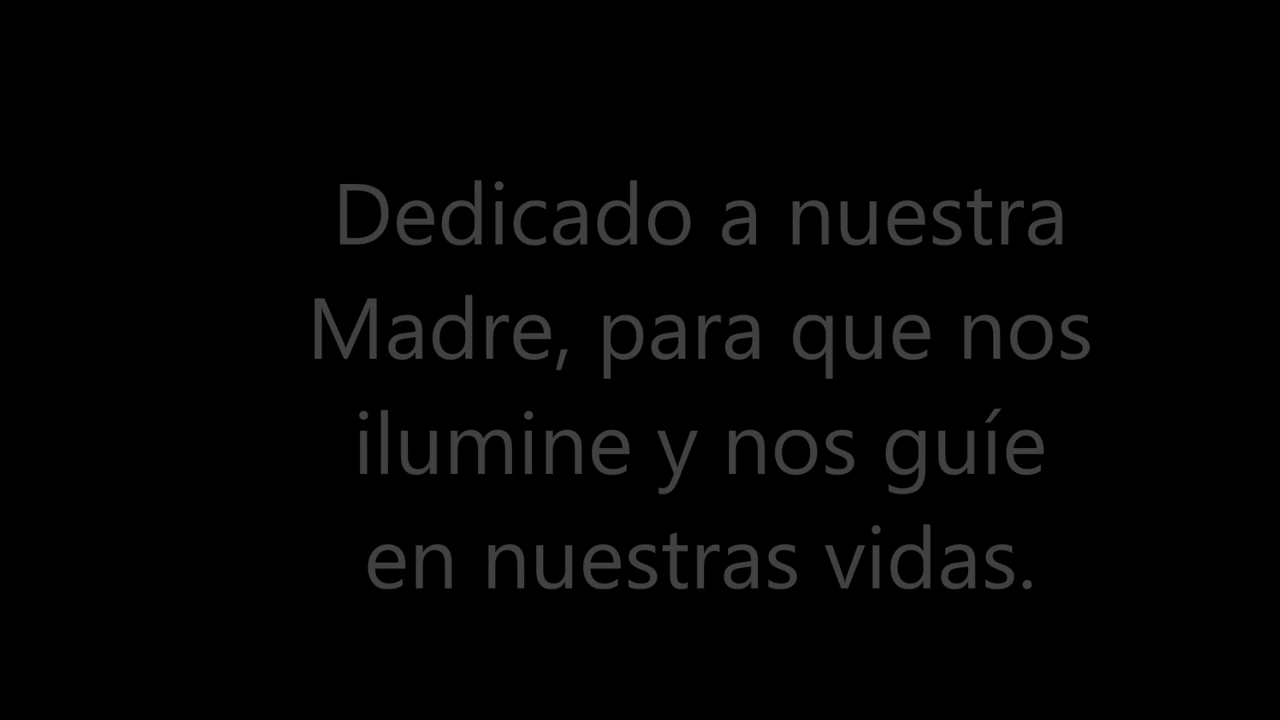 Dedicado a nuestra
Madre, para que nos
ilumine y nos guíe
en nuestras vidas.